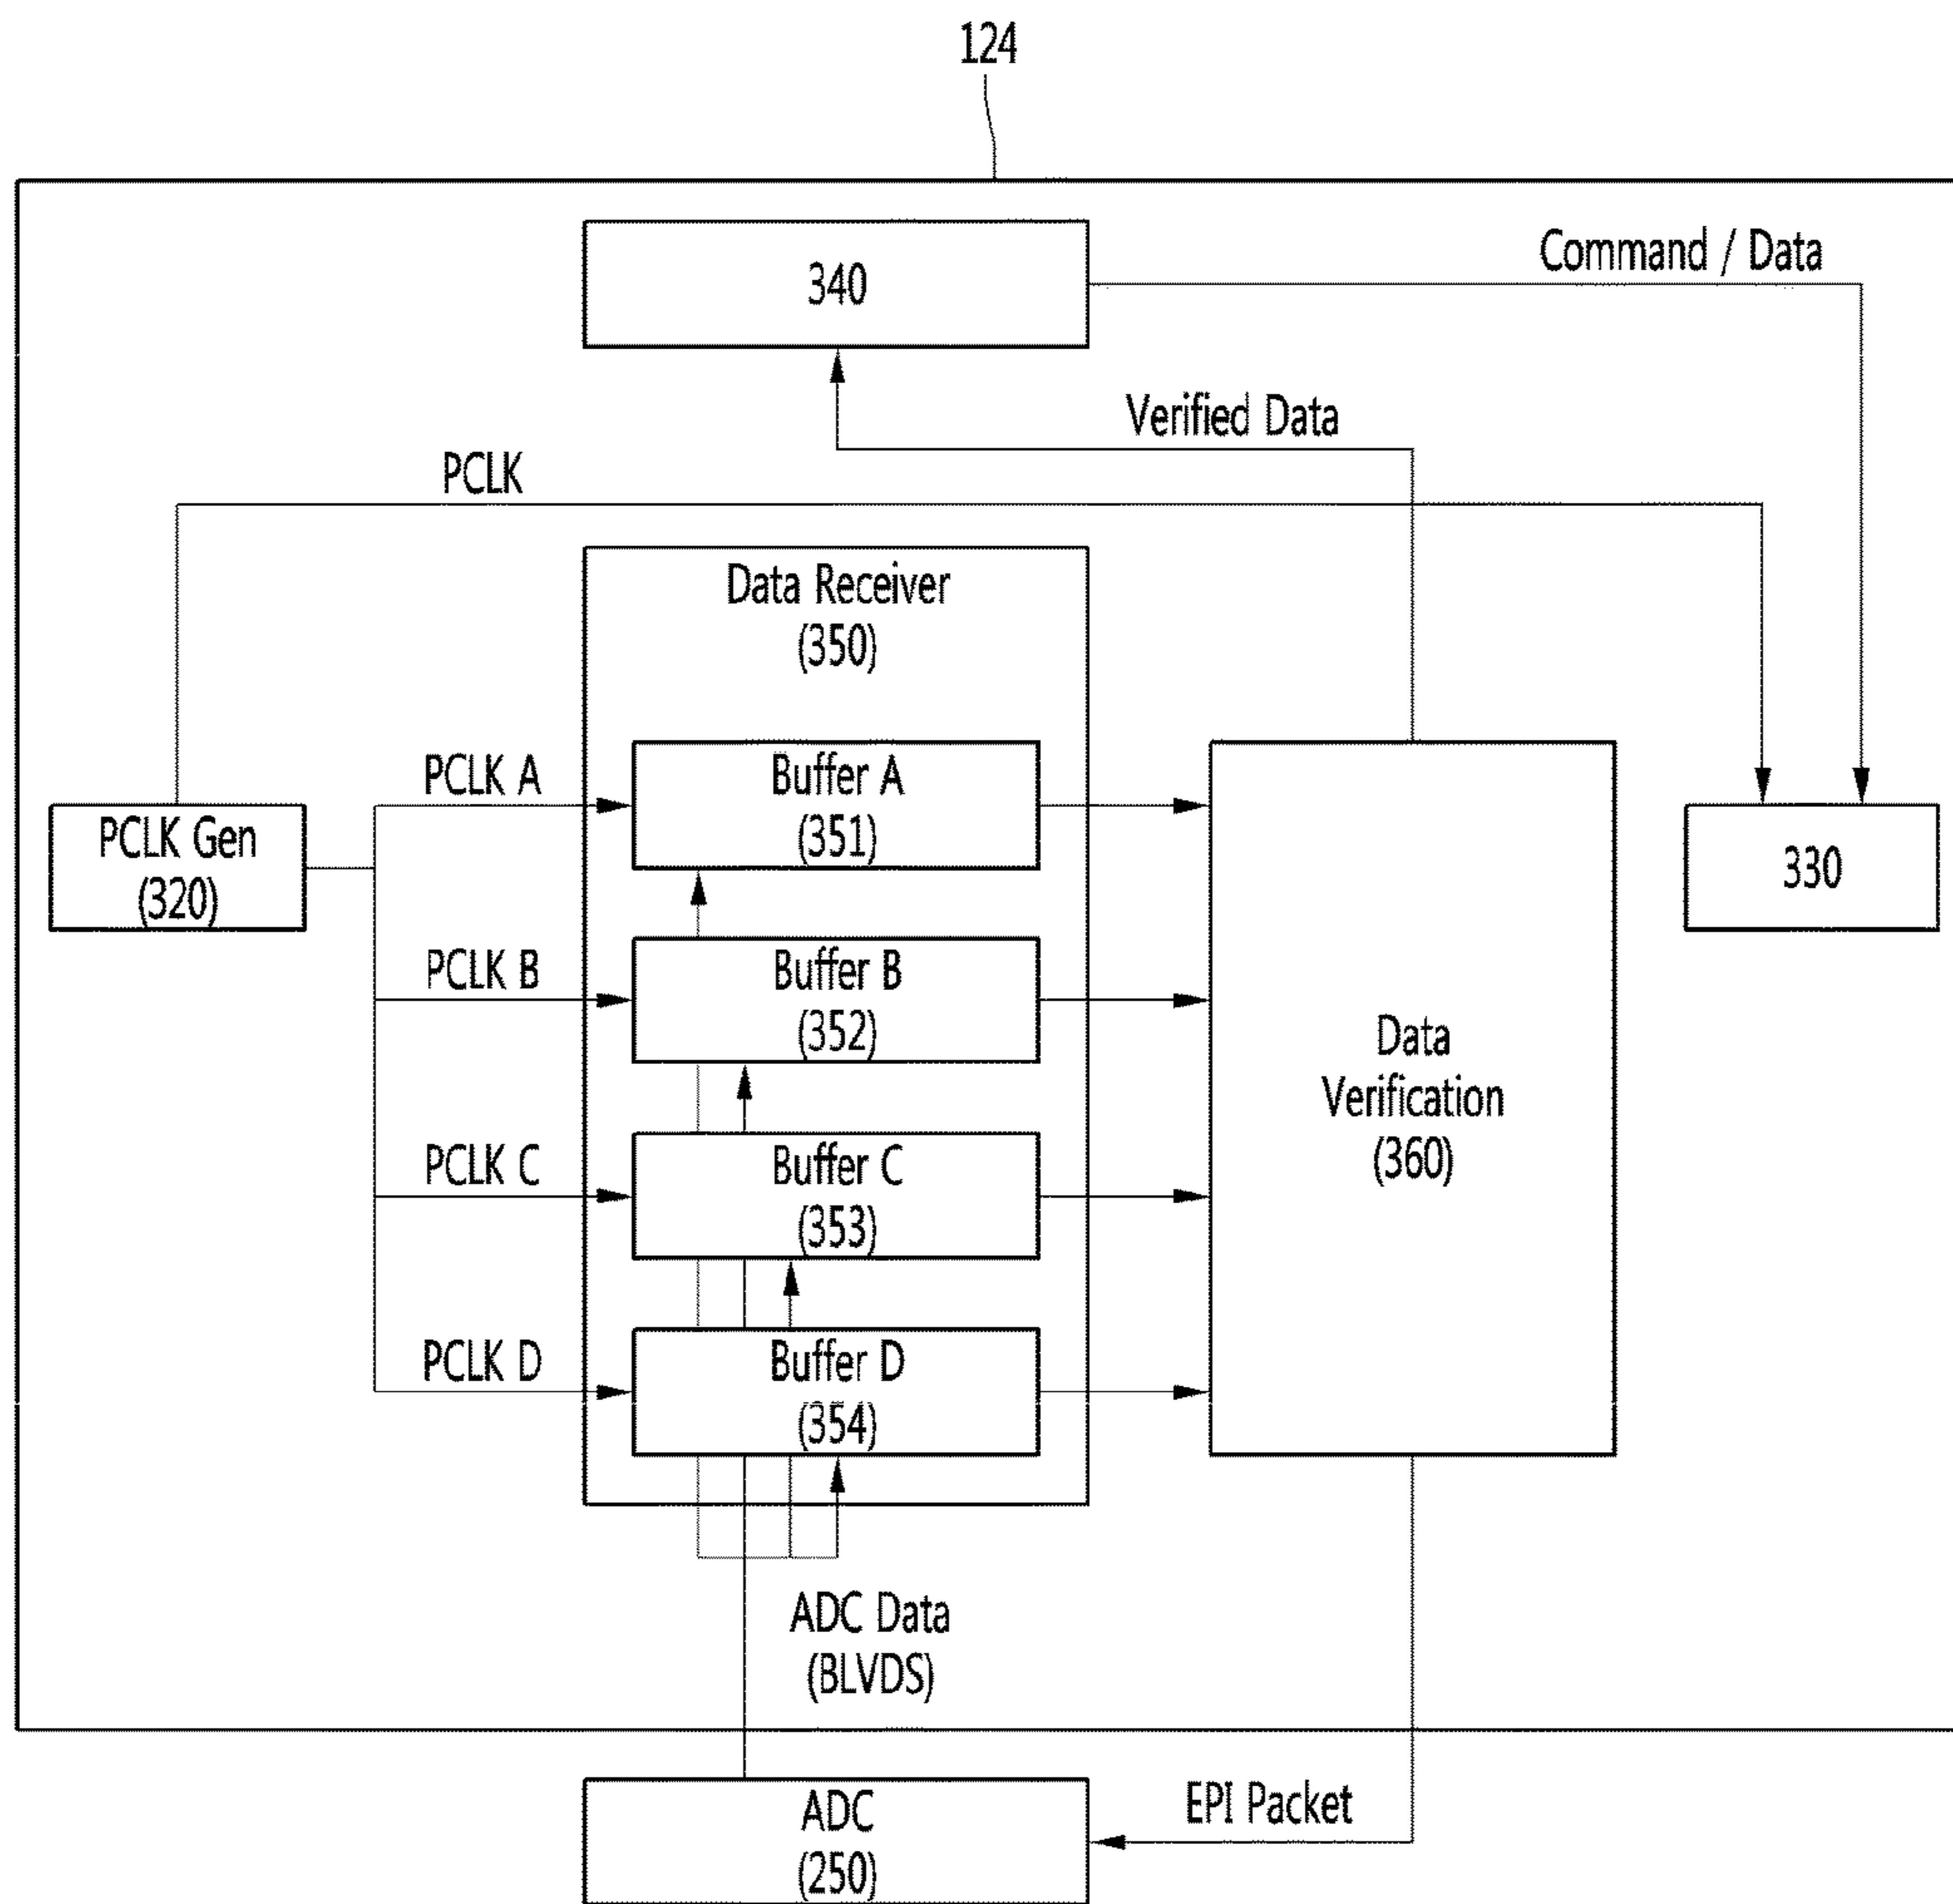 124
340
Command / Data
Verified Data
PCLK
Data Receiver
(350)
PCLK A
Buffer A
(351)
PCLK Gen
(320)
330
PCLK B
Buffer B
(352)
Data
Verification
(360)
PCLK C
Buffer C
(353)
PCLK D
Buffer D
(354)
ADC Data
(BLVDS)
ADC
(250)
EPI Packet